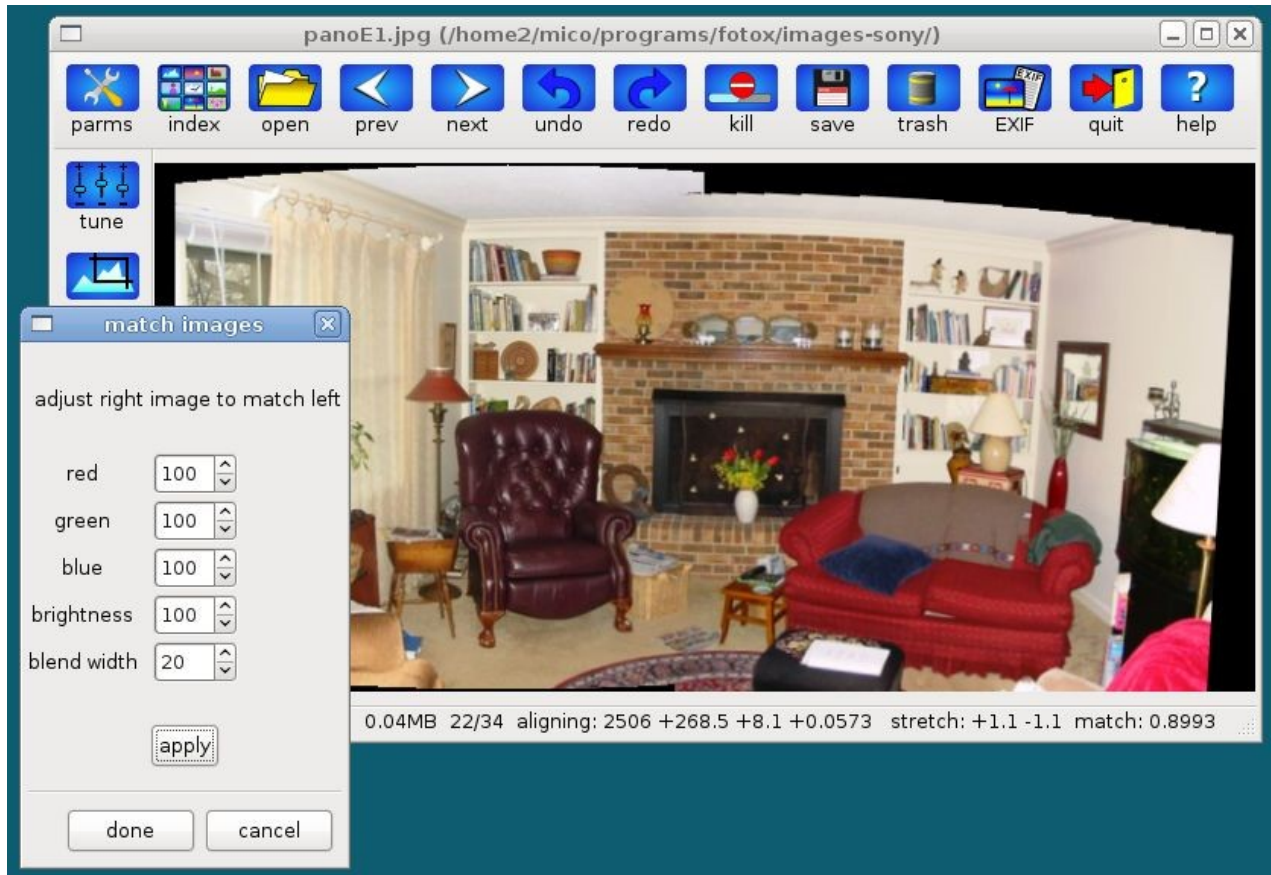 panoE1.jpg (/home2/mico/programs/fotox/images-sony/)
parms index open prev next undo redo kill save trash EXIF quit help
EXIF
?
tune
match images
adjust right image to match left
red 100
green 100
blue 100
brightness 100
blend width 20
apply
done cancel
0.04MB 22/34 aligning: 2506 +268.5 +8.1 +0.0573 stretch: +1.1 -1.1 match: 0.8993